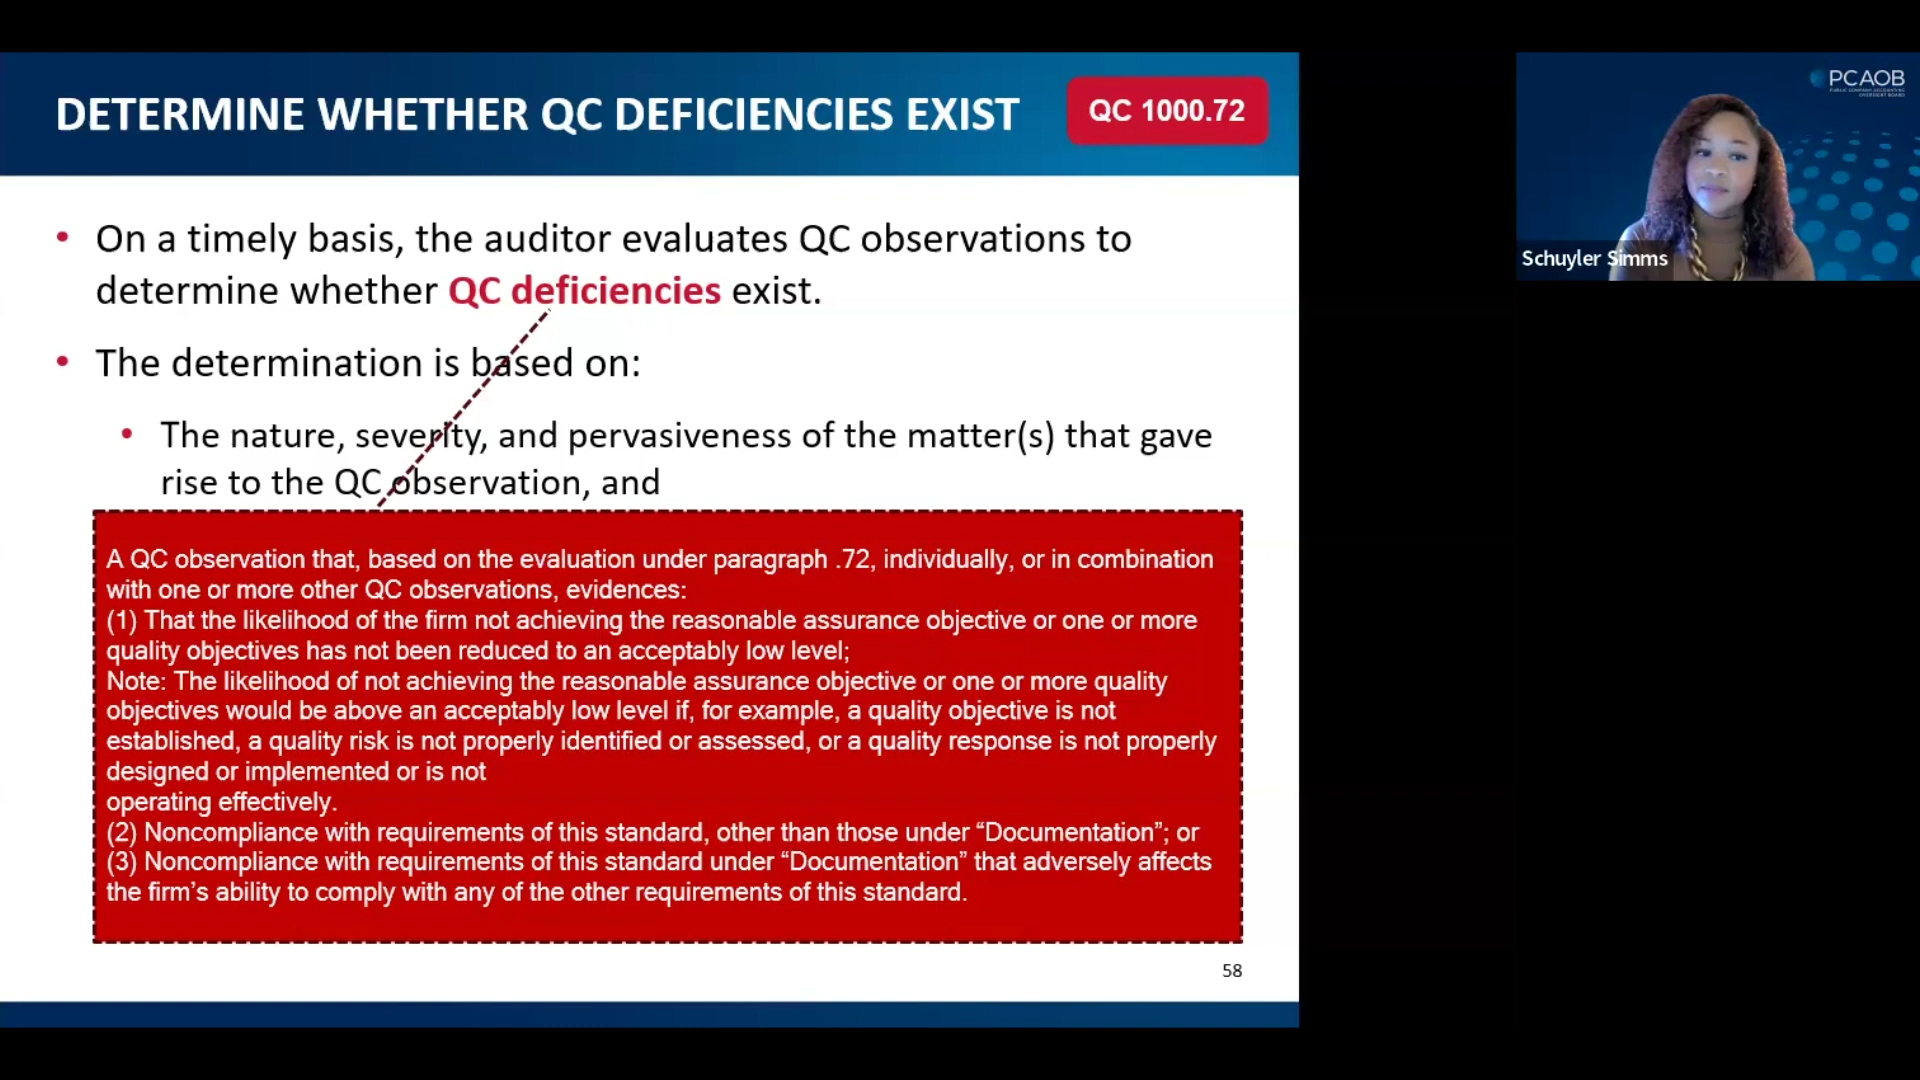 DETERMINE WHETHER QC DEFICIENCIES EXIST
QC 1000.72
• On a timely basis, the auditor evaluates QC observations to
determine whether QC deficiencies exist.
• The determination is based on:
• The nature, severity, and pervasiveness of the matter(s) that gave
rise to the QC observation, and
A QC observation that, based on the evaluation under paragraph .72, individually, or in combination
with one or more other QC observations, evidences:
(1) That the likelihood of the firm not achieving the reasonable assurance objective or one or more
quality objectives has not been reduced to an acceptably low level;
Note: The likelihood of not achieving the reasonable assurance objective or one or more quality
objectives would be above an acceptably low level if, for example, a quality objective is not
established, a quality risk is not properly identified or assessed, or a quality response is not properly
designed or implemented or is not
operating effectively.
(2) Noncompliance with requirements of this standard, other than those under “Documentation”; or
(3) Noncompliance with requirements of this standard under “Documentation” that adversely affects
the firm’s ability to comply with any of the other requirements of this standard.
58
PCAOB
PUBLIC COMPANY ACCOUNTING
OVERSIGHT BOARD
Schuyler Simms